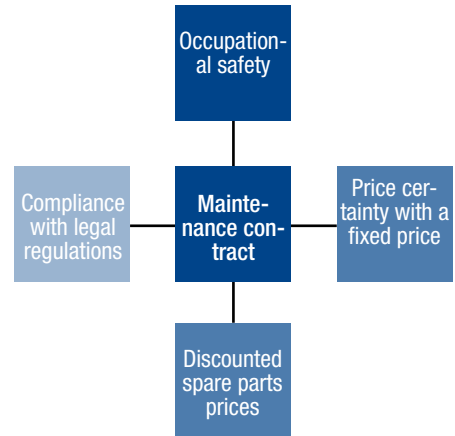 Occupation-
al safety
Compliance
with legal
regulations
Mainte-
nance con-
tract
Price cer-
tainty with a
fixed price
Discounted
spare parts
prices